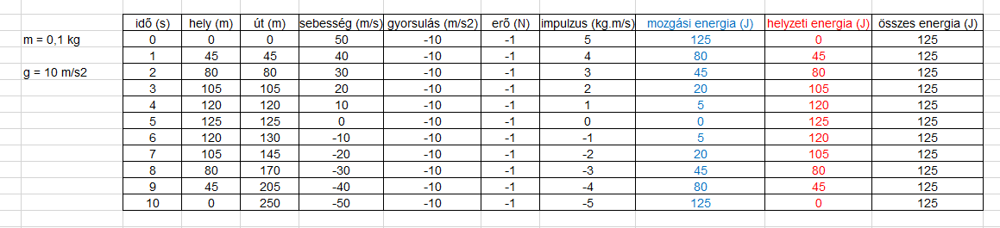 idő (s) hely (m) út (m) sebesség (m/s) gyorsulás (m/s2) erő (N) impulzus (kg.m/s) mozgási energia (J) helyzeti energia (J) összes energia (J)
m = 0,1 kg 0 0 0 50 -10 -1 5 125 0 125
1 45 45 40 -10 -1 4 80 45 125
g = 10 m/s2 2 80 80 30 -10 -1 3 45 80 125
3 105 105 20 -10 -1 2 20 105 125
4 120 120 10 -10 -1 1 5 120 125
5 125 125 0 -10 -1 0 0 125 125
6 120 130 -10 -10 -1 -1 5 120 125
7 105 145 -20 -10 -1 -2 20 105 125
8 80 170 -30 -10 -1 -3 45 80 125
9 45 205 -40 -10 -1 -4 80 45 125
10 0 250 -50 -10 -1 -5 125 0 125